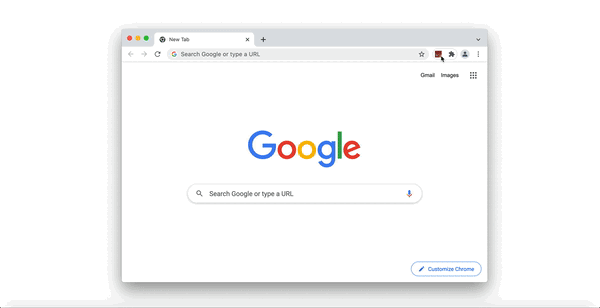 New Tab
Search Google or type a URL
Gmail Images
Google
Search Google or type a URL
Customize Chrome